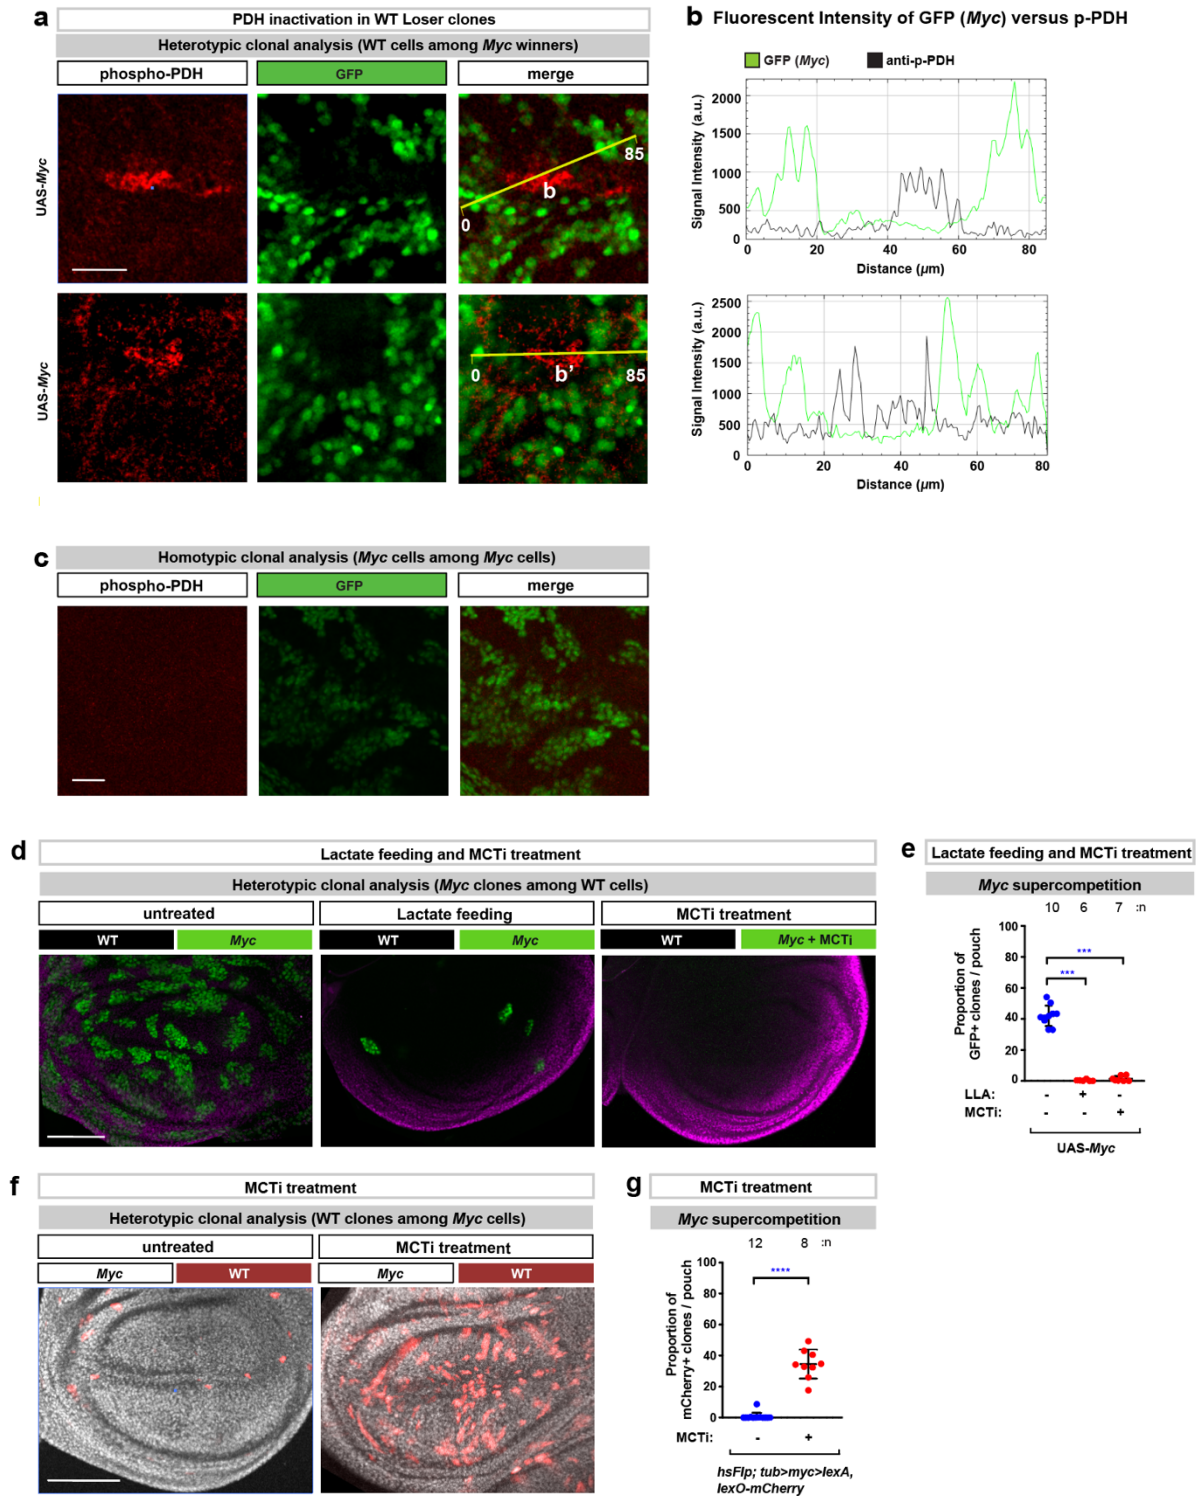 a
PDH inactivation in WT Loser clones
Heterotypic clonal analysis (WT cells among Myc winners)
phospho-PDH GFP merge
UAS-Myc
0
b
85
UAS-Myc
0
b'
85
b Fluorescent Intensity of GFP (Myc) versus p-PDH
GFP (Myc) anti-p-PDH
Signal Intensity (a.u.)
2000
1500
1000
500
0
0 20 40 60 80
Distance (µm)
Signal Intensity (a.u.)
2500
2000
1500
1000
500
0
0 20 40 60 80
Distance (µm)
c
Homotypic clonal analysis (Myc cells among Myc cells)
phospho-PDH GFP merge
d
Lactate feeding and MCTi treatment
Heterotypic clonal analysis (Myc clones among WT cells)
untreated Lactate feeding MCTi treatment
WT Myc WT Myc WT Myc + MCTi
e
Lactate feeding and MCTi treatment
Myc supercompetition
10 6 7 :n
Proportion of
GFP+ clones / pouch
100
80
60
40
20
0
***
***
LLA: - + -
MCTi: - - +
UAS-Myc
f
MCTi treatment
Heterotypic clonal analysis (WT clones among Myc cells)
untreated MCTi treatment
Myc WT Myc WT
g
MCTi treatment
Myc supercompetition
12 8 :n
Proportion of
mCherry+ clones / pouch
100
80
60
40
20
0
****
MCTi: - +
hsFlp; tub>myc>lexA,
lexO-mCherry